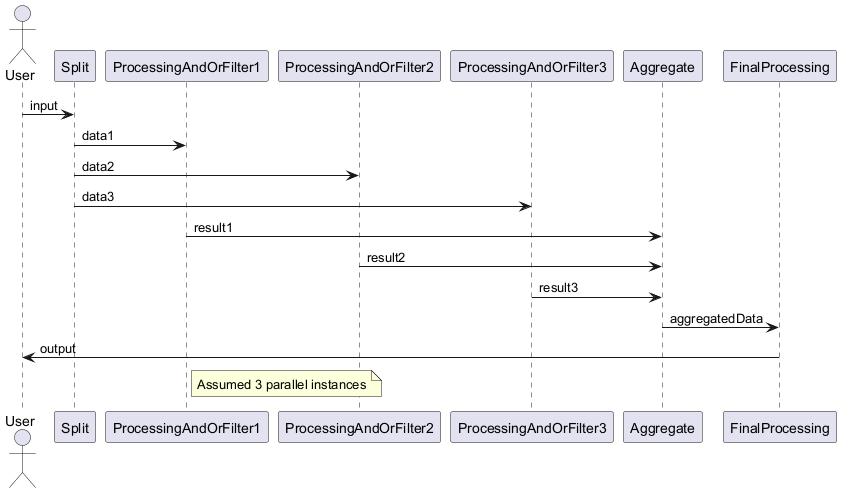 User
Split
ProcessingAndOrFilter1
ProcessingAndOrFilter2
ProcessingAndOrFilter3
Aggregate
FinalProcessing
input
data1
data2
data3
result1
result2
result3
aggregatedData
output
Assumed 3 parallel instances
User
Split
ProcessingAndOrFilter1
ProcessingAndOrFilter2
ProcessingAndOrFilter3
Aggregate
FinalProcessing